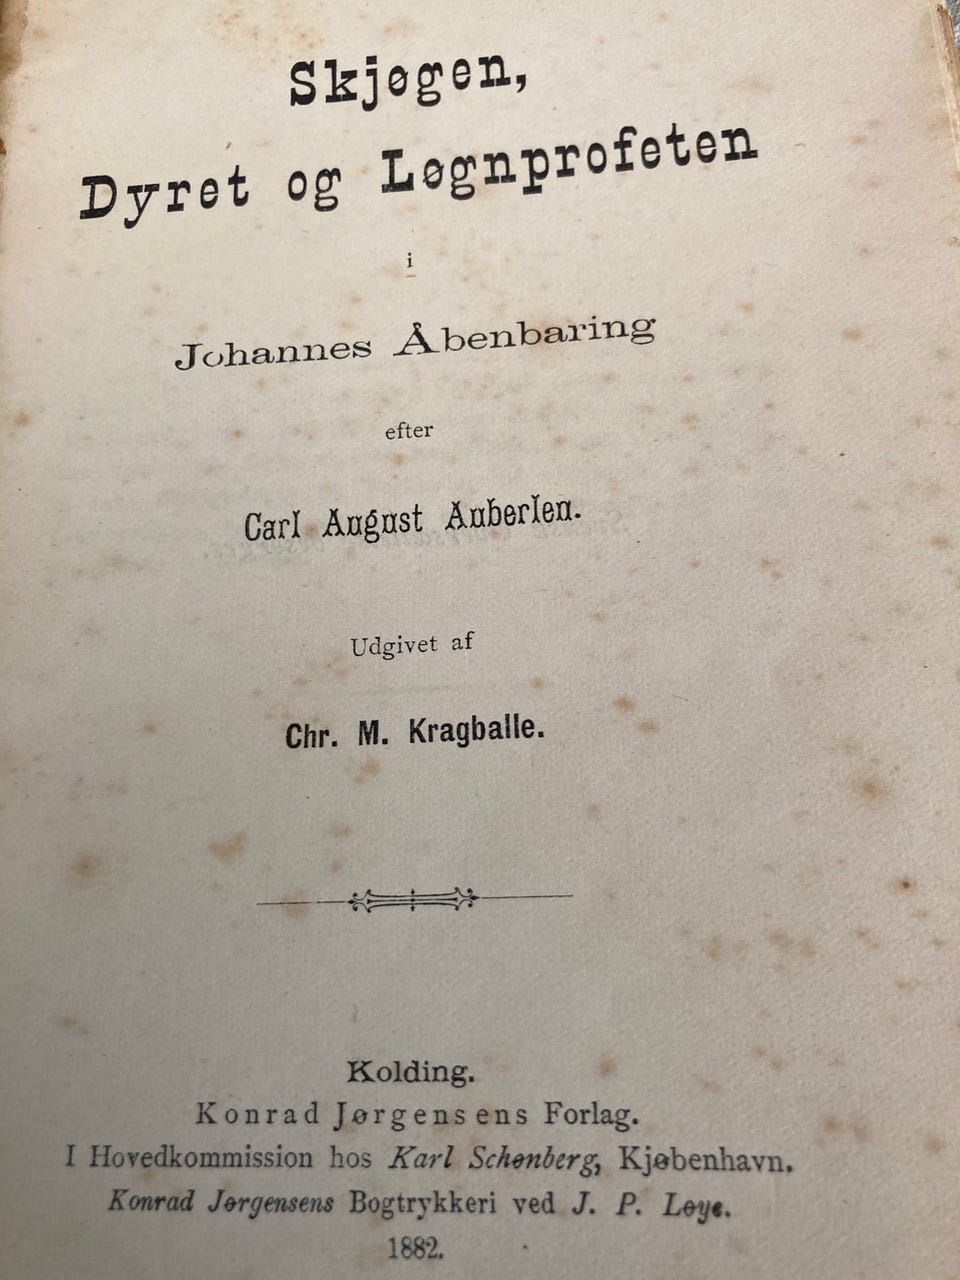 Skjøgen,
Dyret og Løgnprofeten
i
Johannes Åbenbaring
efter
Carl August Auberlen.
Udgivet af
Chr. M. Kragballe.
Kolding.
Konrad Jørgensens Forlag.
I Hovedkommission hos Karl Schønberg, Kjøbenhavn.
Konrad Jørgensens Bogtrykkeri ved J. P. Løye.
1882.